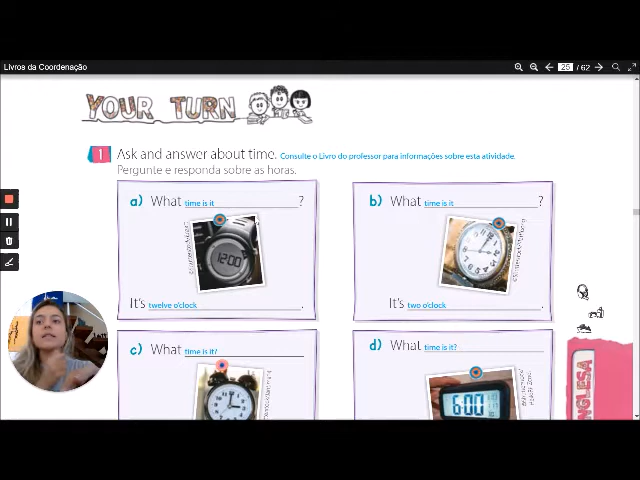 Livros da Coordenação
25 / 62
YOUR TURN
1 Ask and answer about time. Consulte o Livro do professor para informações sobre esta atividade.
Pergunte e responda sobre as horas.
a) What time is it ?
12:00
It's twelve o'clock .
b) What time is it ?
It's two o'clock .
c) What time is it?
d) What time is it?
6:00
INGLESA